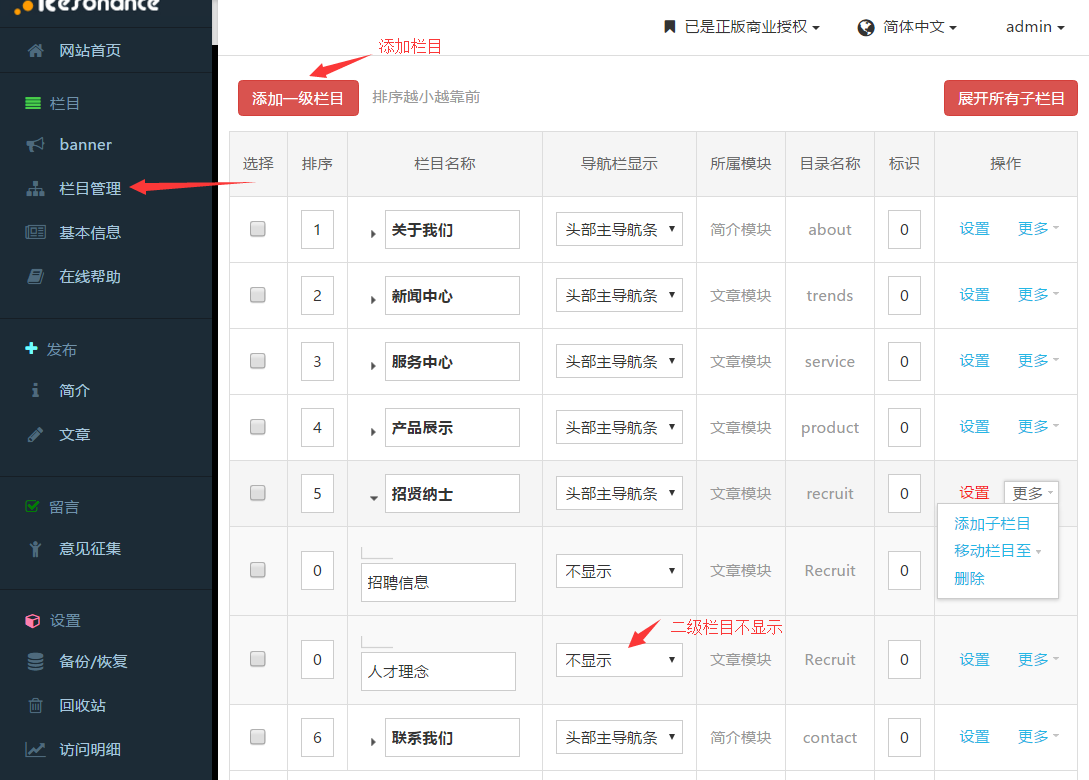 iceresonance
网站首页
栏目
banner
栏目管理
基本信息
在线帮助
发布
简介
文章
留言
意见征集
设置
备份/恢复
回收站
访问明细
已是正版商业授权 简体中文 admin
添加栏目
添加一级栏目 排序越小越靠前 展开所有子栏目
选择 排序 栏目名称 导航栏显示 所属模块 目录名称 标识 操作
1 关于我们 头部主导航条 简介模块 about 0 设置 更多
2 新闻中心 头部主导航条 文章模块 trends 0 设置 更多
3 服务中心 头部主导航条 文章模块 service 0 设置 更多
4 产品展示 头部主导航条 文章模块 product 0 设置 更多
5 招贤纳士 头部主导航条 文章模块 recruit 0 设置 更多
添加子栏目
移动栏目至
删除
0 招聘信息 不显示 文章模块 Recruit 0
二级栏目不显示
0 人才理念 不显示 文章模块 Recruit 0 设置 更多
6 联系我们 头部主导航条 简介模块 contact 0 设置 更多